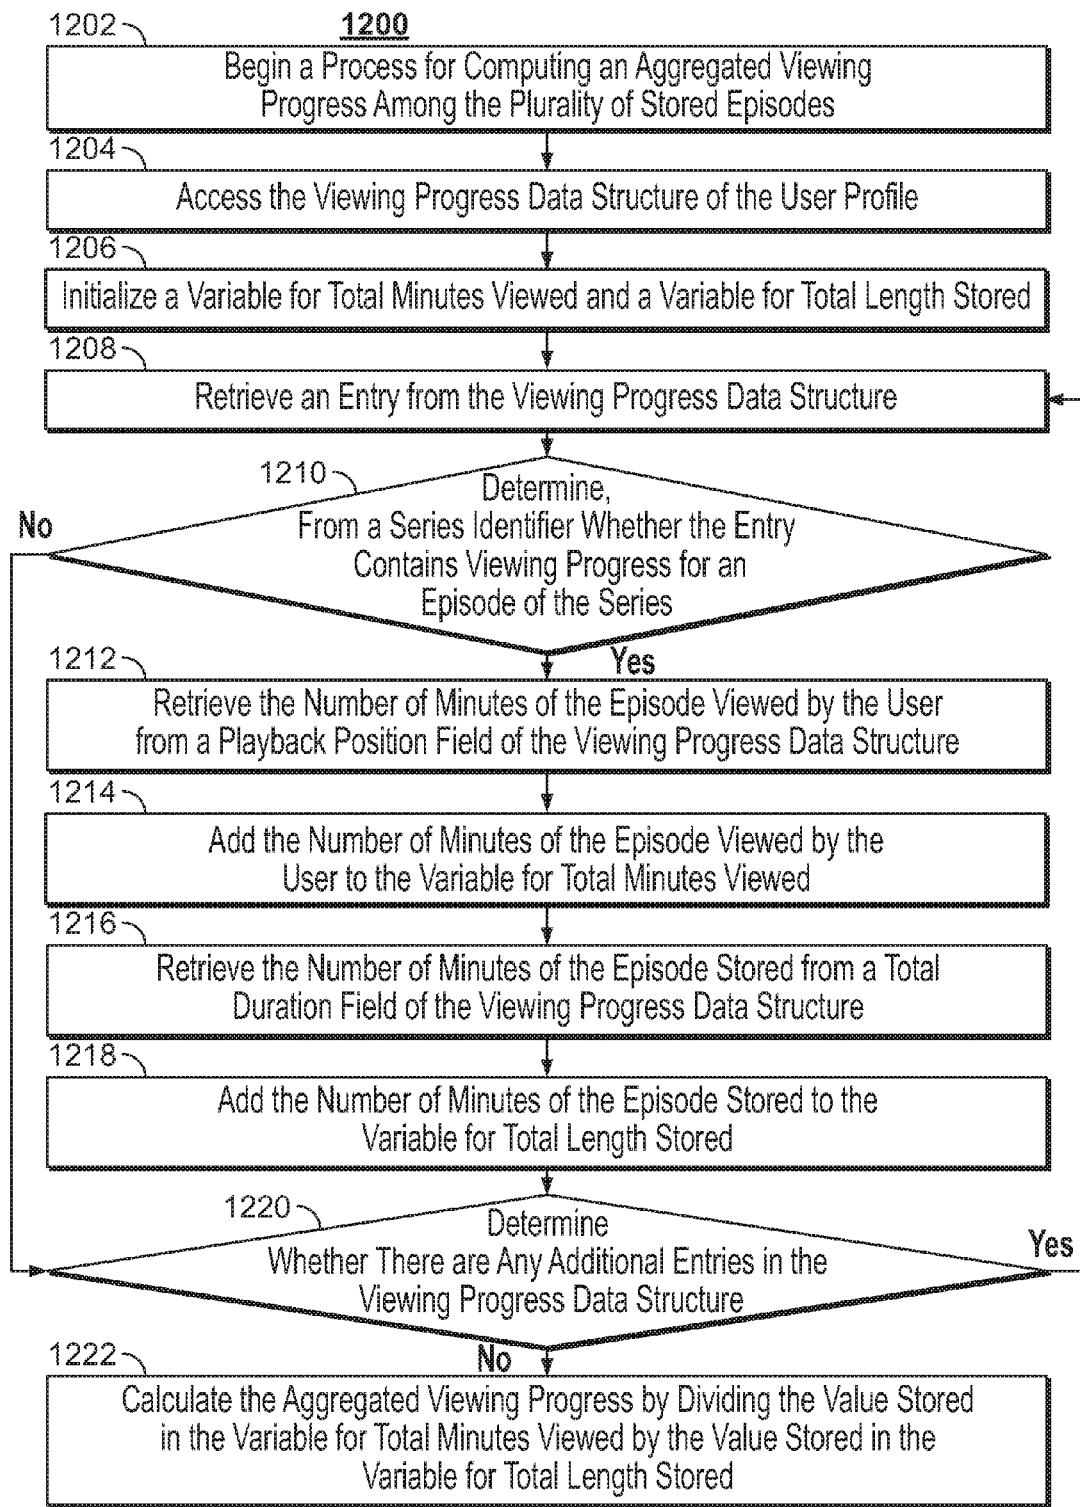 1202
1200
Begin a Process for Computing an Aggregated Viewing
Progress Among the Plurality of Stored Episodes
1204
Access the Viewing Progress Data Structure of the User Profile
1206
Initialize a Variable for Total Minutes Viewed and a Variable for Total Length Stored
1208
Retrieve an Entry from the Viewing Progress Data Structure
1210
Determine,
No
From a Series Identifier Whether the Entry
Contains Viewing Progress for an
Episode of the Series
Yes
1212
Retrieve the Number of Minutes of the Episode Viewed by the User
from a Playback Position Field of the Viewing Progress Data Structure
1214
Add the Number of Minutes of the Episode Viewed by the
User to the Variable for Total Minutes Viewed
1216
Retrieve the Number of Minutes of the Episode Stored from a Total
Duration Field of the Viewing Progress Data Structure
1218
Add the Number of Minutes of the Episode Stored to the
Variable for Total Length Stored
1220
Determine
Whether There are Any Additional Entries in the
Viewing Progress Data Structure
Yes
No
1222
Calculate the Aggregated Viewing Progress by Dividing the Value Stored
in the Variable for Total Minutes Viewed by the Value Stored in the
Variable for Total Length Stored